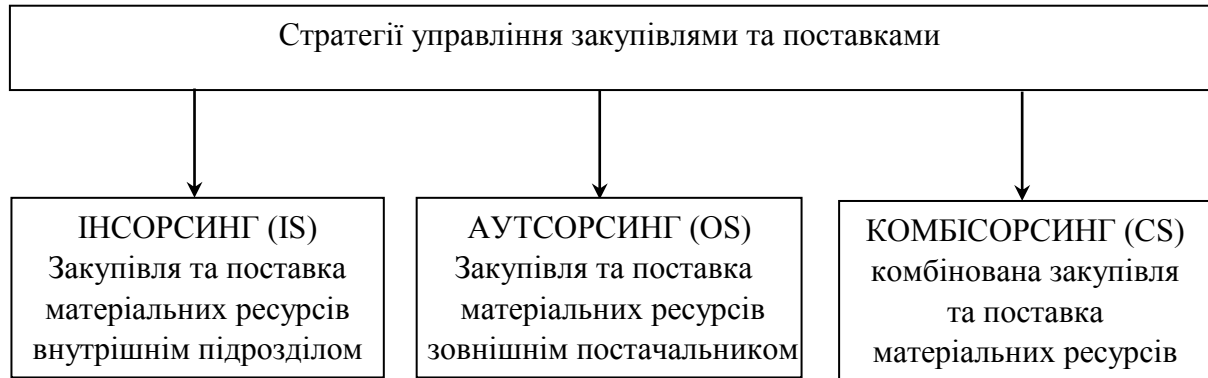 Стратегії управління закупівлями та поставками
ІНСОРСИНГ (IS)
Закупівля та поставка
матеріальних ресурсів
внутрішнім підрозділом
АУТСОРСИНГ (OS)
Закупівля та поставка
матеріальних ресурсів
зовнішнім постачальником
КОМБІСОРСИНГ (CS)
комбінована закупівля
та поставка
матеріальних ресурсів